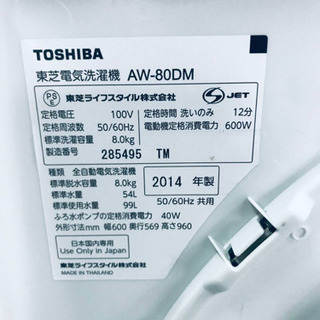 TOSHIBA
東芝電気洗濯機 AW-80DM
PS E 東芝ライフスタイル株式会社 S JET
定格電圧 100V 定格時間 洗いのみ 12分
定格周波数 50/60Hz 電動機定格消費電力 600W
標準洗濯容量 8.0kg
製造番号 285495 TM
種類 全自動電気洗濯機
標準脱水容量 8.0kg
標準水量 54L
標準使用水量 99L
2014 年製
50/60Hz 共用
ふろ水ポンプの定格消費電力 40W
外形寸法mm 幅600 奥行569 高さ960
日本国内専用
Use Only in Japan
東芝ライフスタイル株式会社
MADE IN THAILAND